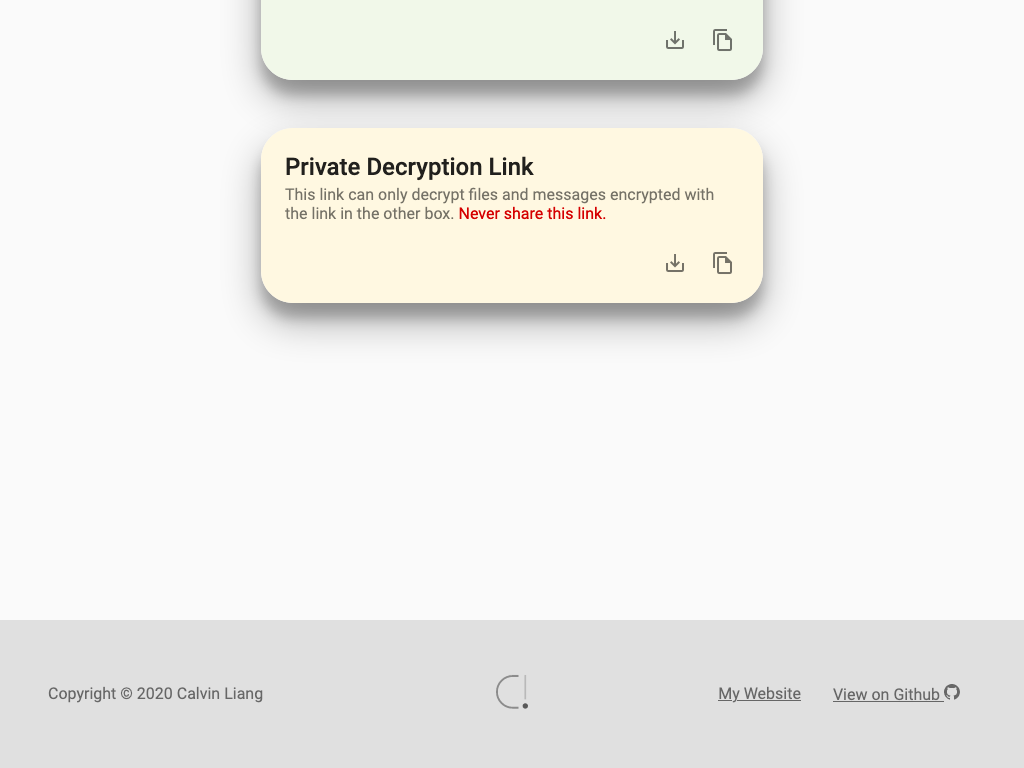 Private Decryption Link
This link can only decrypt files and messages encrypted with
the link in the other box. Never share this link.
Copyright © 2020 Calvin Liang
My Website
View on Github